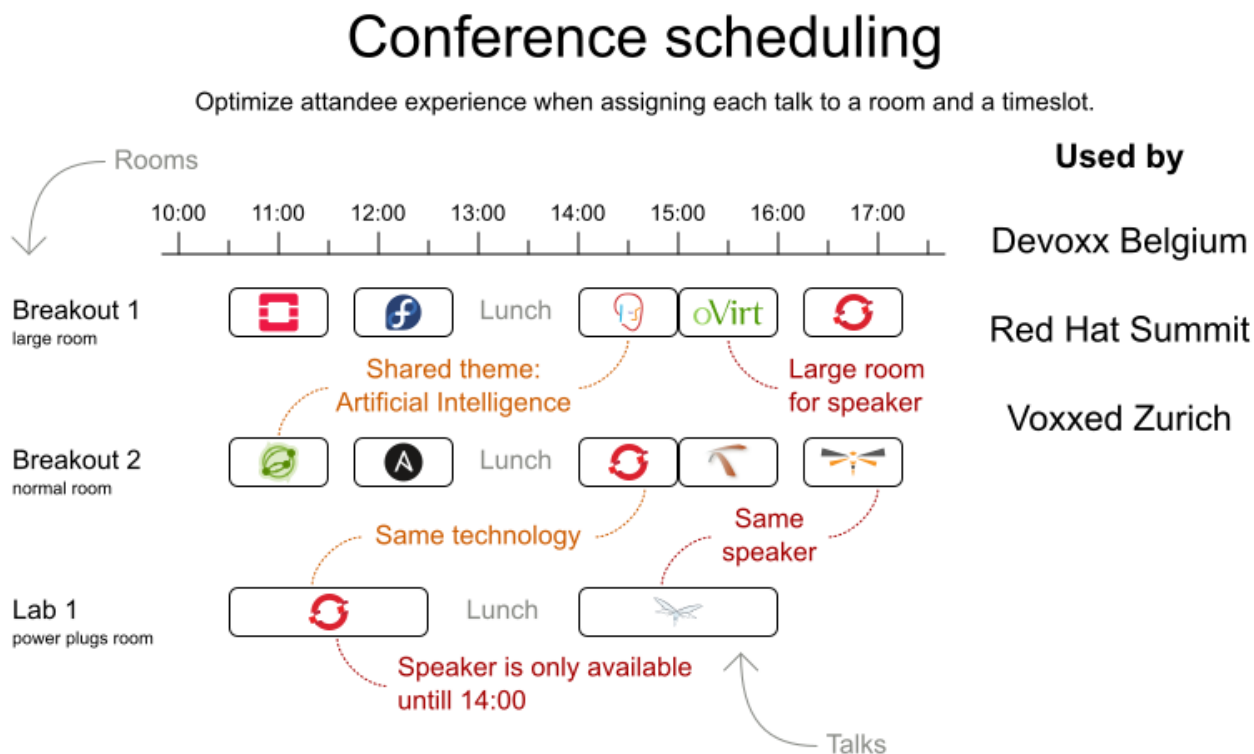 Conference scheduling
Optimize attandee experience when assigning each talk to a room and a timeslot.
Rooms
Used by
10:00 11:00 12:00 13:00 14:00 15:00 16:00 17:00
Devoxx Belgium
Red Hat Summit
Voxxed Zurich
Breakout 1
large room
Lunch
oVirt
Shared theme:
Artificial Intelligence
Large room
for speaker
Breakout 2
normal room
Lunch
Same technology
Same
speaker
Lab 1
power plugs room
Lunch
Speaker is only available
untill 14:00
Talks